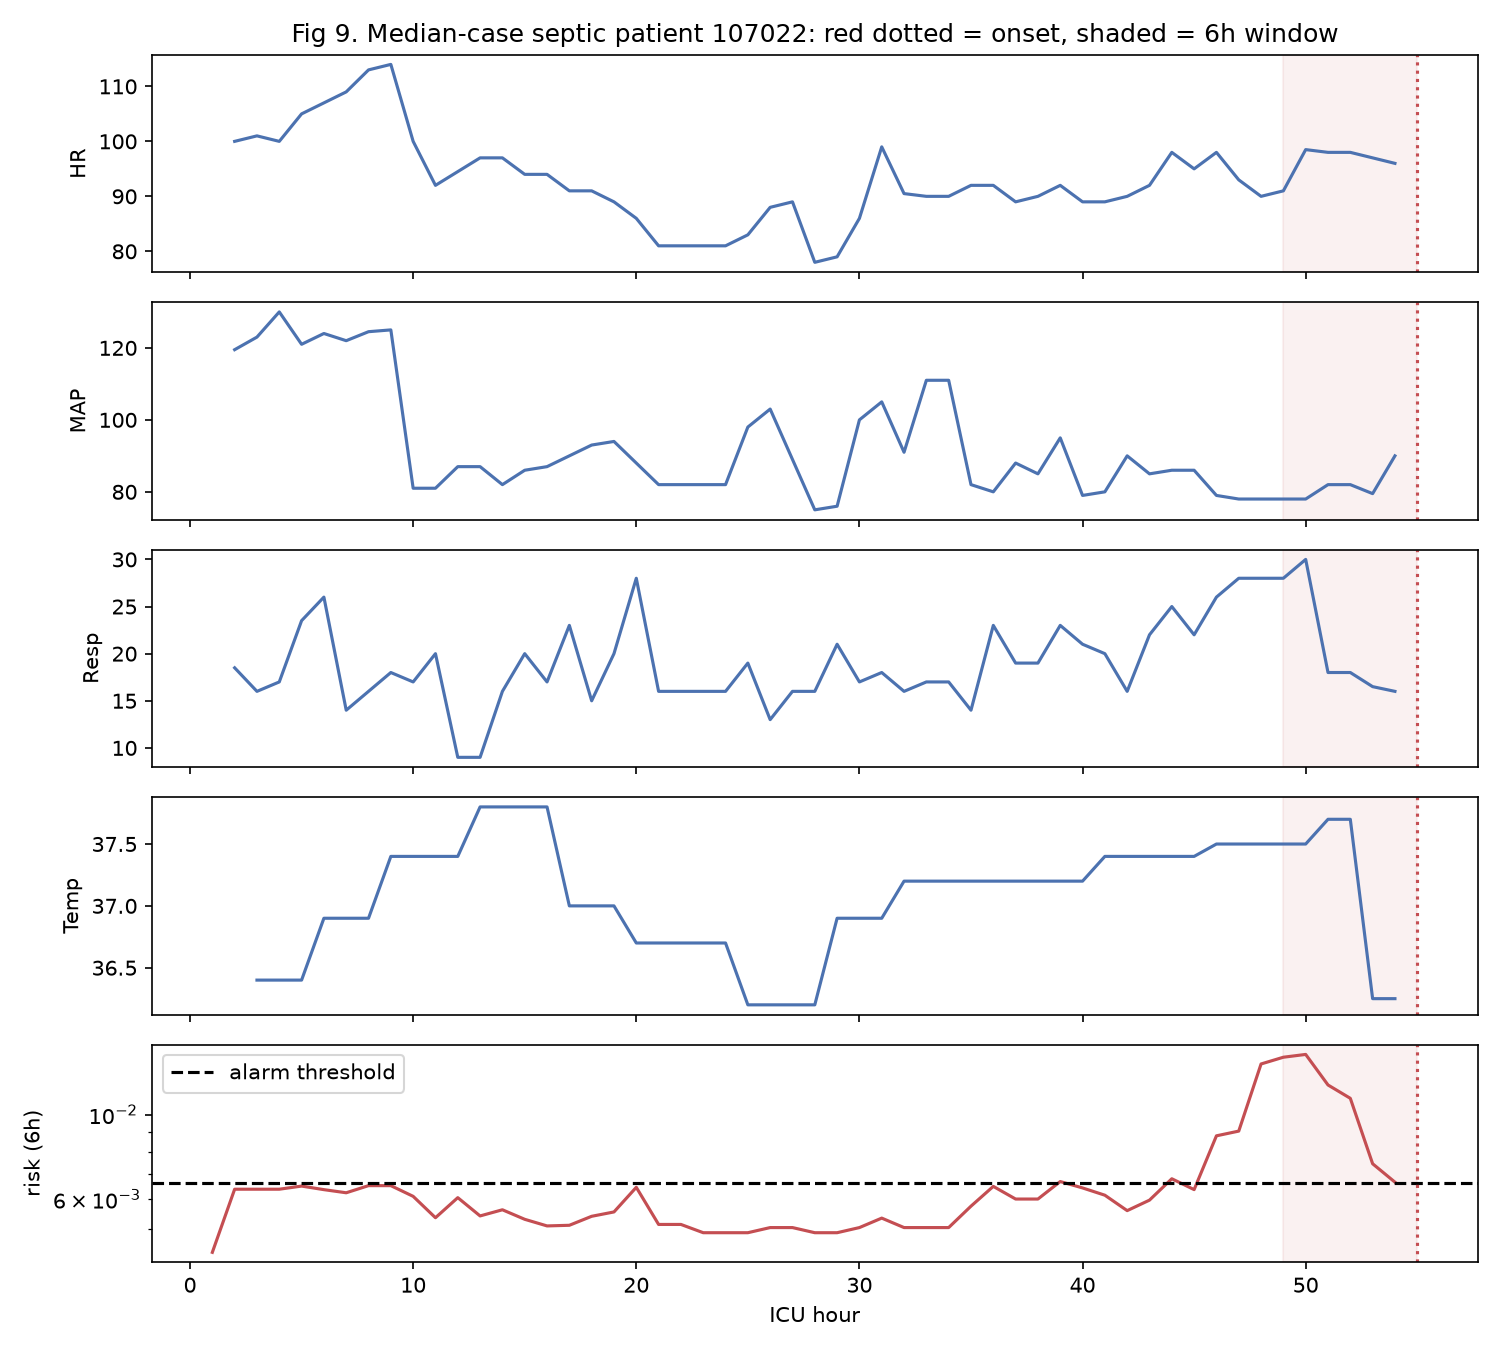 Fig 9. Median-case septic patient 107022: red dotted = onset, shaded = 6h window
HR
110
100
90
80
MAP
120
100
80
Resp
30
25
20
15
10
Temp
37.5
37.0
36.5
risk (6h)
alarm threshold
10⁻²
6 × 10⁻³
0 10 20 30 40 50
ICU hour